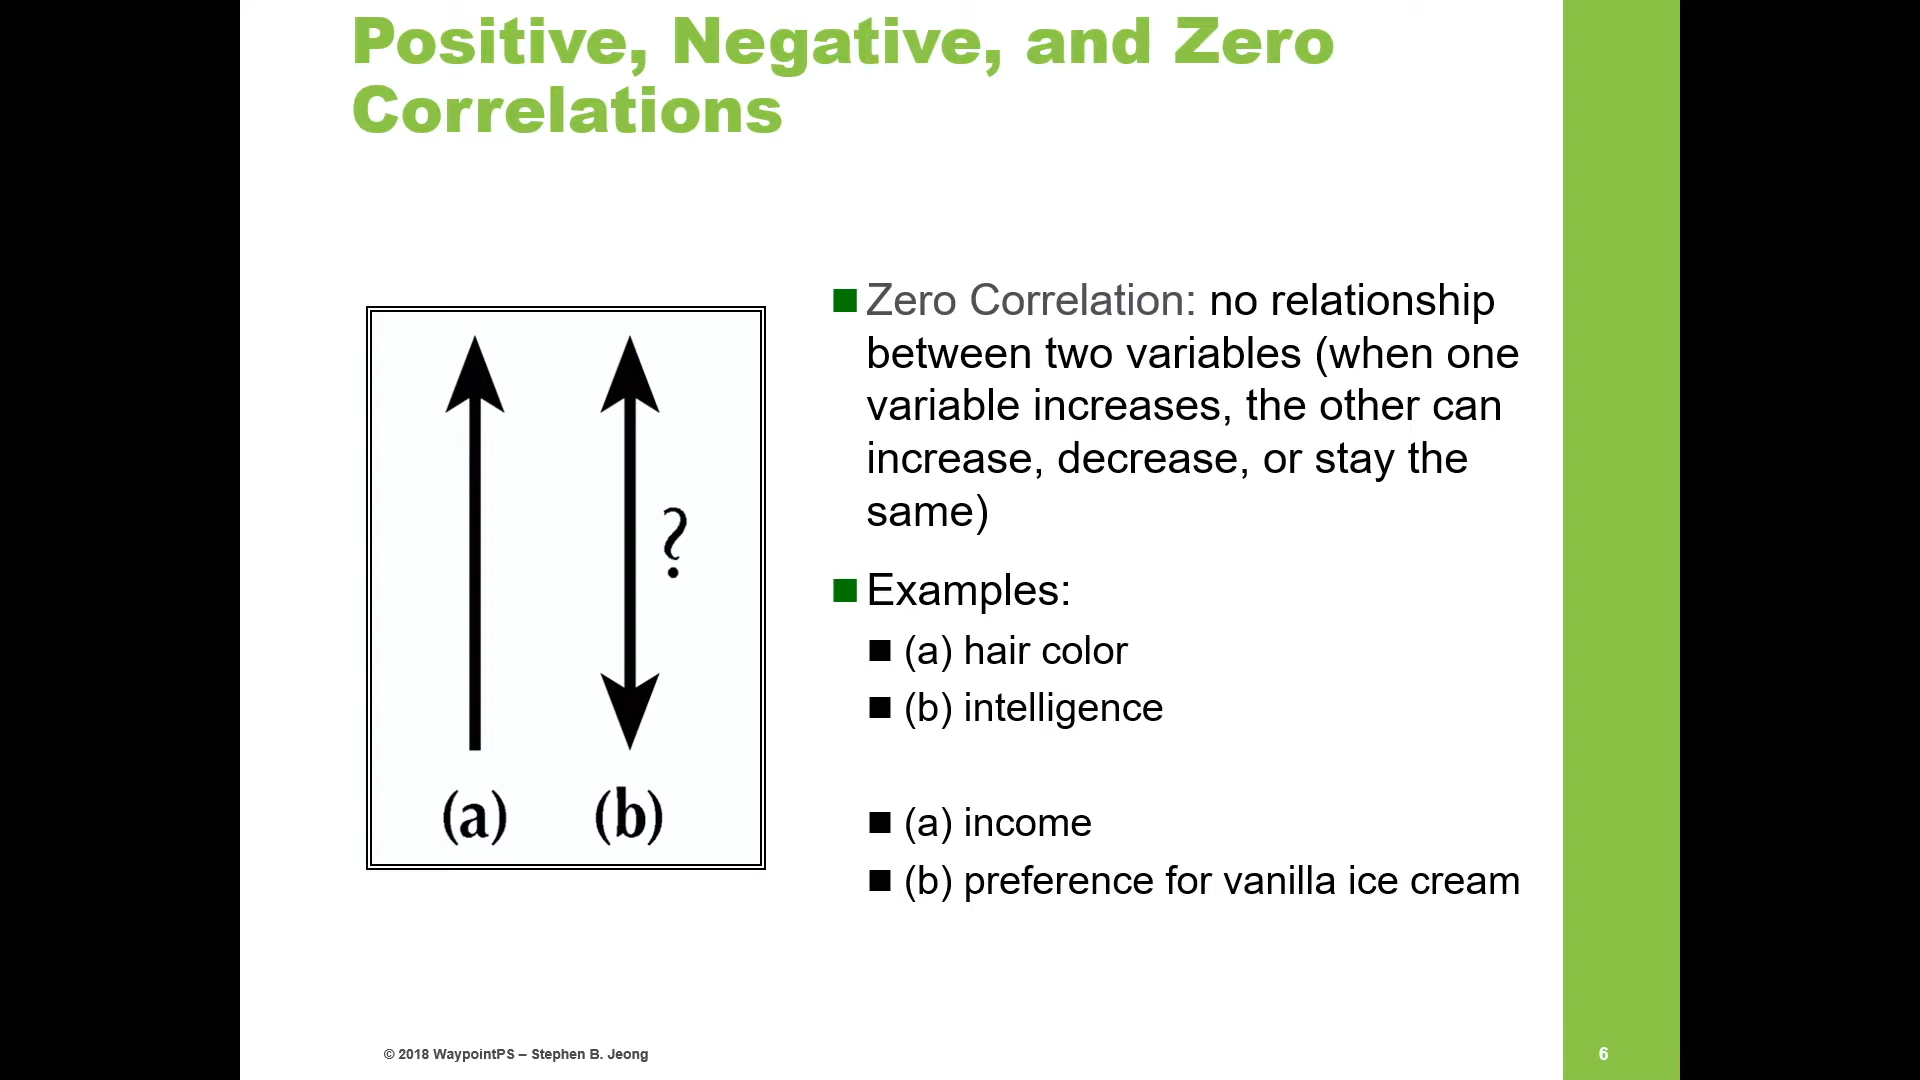 Positive, Negative, and Zero
Correlations
?
(a) (b)
Zero Correlation: no relationship
between two variables (when one
variable increases, the other can
increase, decrease, or stay the
same)
Examples:
(a) hair color
(b) intelligence
(a) income
(b) preference for vanilla ice cream
© 2018 WaypointPS – Stephen B. Jeong
6